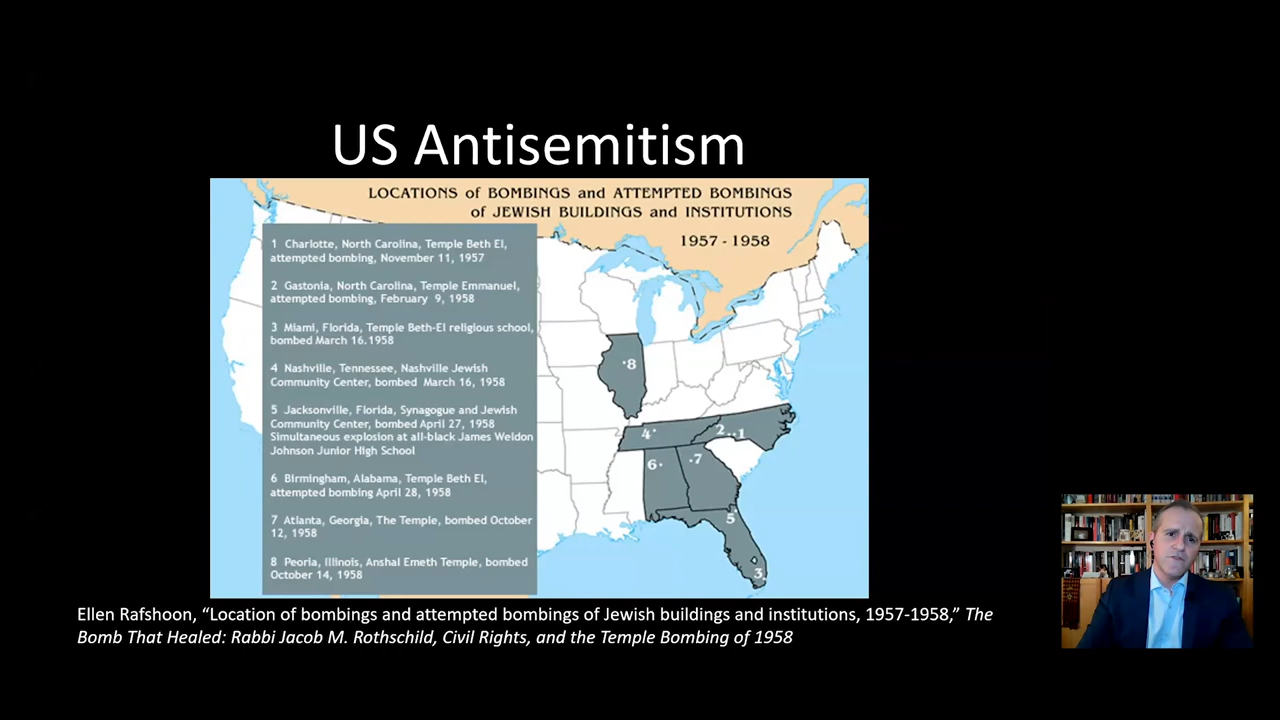 US Antisemitism
LOCATIONS of BOMBINGS and ATTEMPTED BOMBINGS
of JEWISH BUILDINGS and INSTITUTIONS
1957 - 1958
1 Charlotte, North Carolina, Temple Beth El,
attempted bombing, November 11, 1957
2 Gastonia, North Carolina, Temple Emmanuel,
attempted bombing, February 9, 1958
3 Miami, Florida, Temple Beth-El religious school,
bombed March 16.1958
4 Nashville, Tennessee, Nashville Jewish
Community Center, bombed March 16, 1958
5 Jacksonville, Florida, Synagogue and Jewish
Community Center, bombed April 27, 1958
Simultaneous explosion at all-black James Weldon
Johnson Junior High School
6 Birmingham, Alabama, Temple Beth El,
attempted bombing April 28, 1958
7 Atlanta, Georgia, The Temple, bombed October
12, 1958
8 Peoria, Illinois, Anshal Emeth Temple, bombed
October 14, 1958
8
4
2
1
6
7
5
3
Ellen Rafshoon, “Location of bombings and attempted bombings of Jewish buildings and institutions, 1957-1958,” The
Bomb That Healed: Rabbi Jacob M. Rothschild, Civil Rights, and the Temple Bombing of 1958